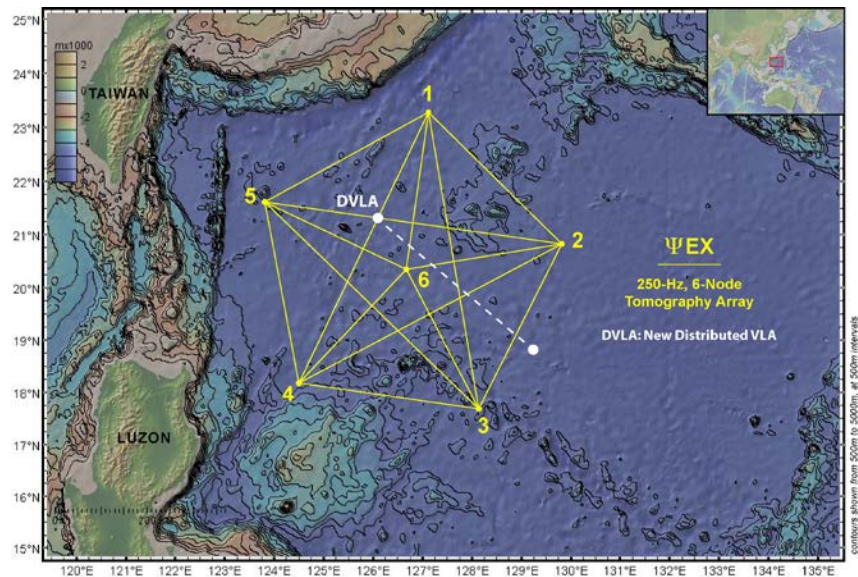 25°N
24°N
23°N
22°N
21°N
20°N
19°N
18°N
17°N
16°N
15°N
mx1000
2
0
TAIWAN
1
5
DVLA
2
6
4
3
LUZON
ΨEX
250-Hz, 6-Node
Tomography Array
DVLA: New Distributed VLA
contours shown from 500m to 5000m, at 500m intervals
120°E 121°E 122°E 123°E 124°E 125°E 126°E 127°E 128°E 129°E 130°E 131°E 132°E 133°E 134°E 135°E